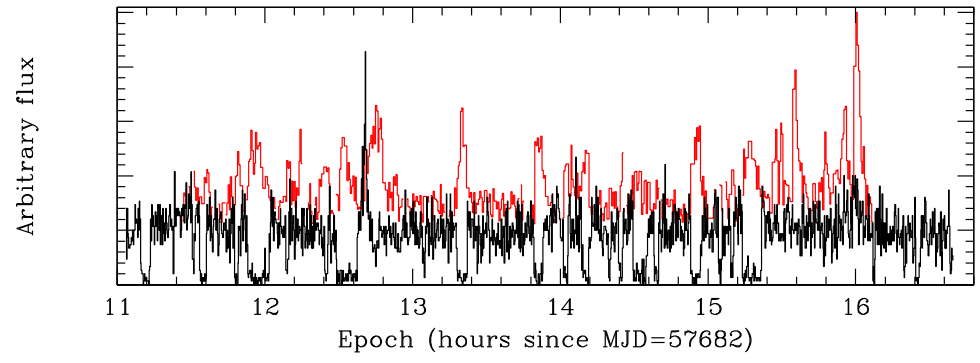 Arbitrary flux
11 12 13 14 15 16
Epoch (hours since MJD=57682)